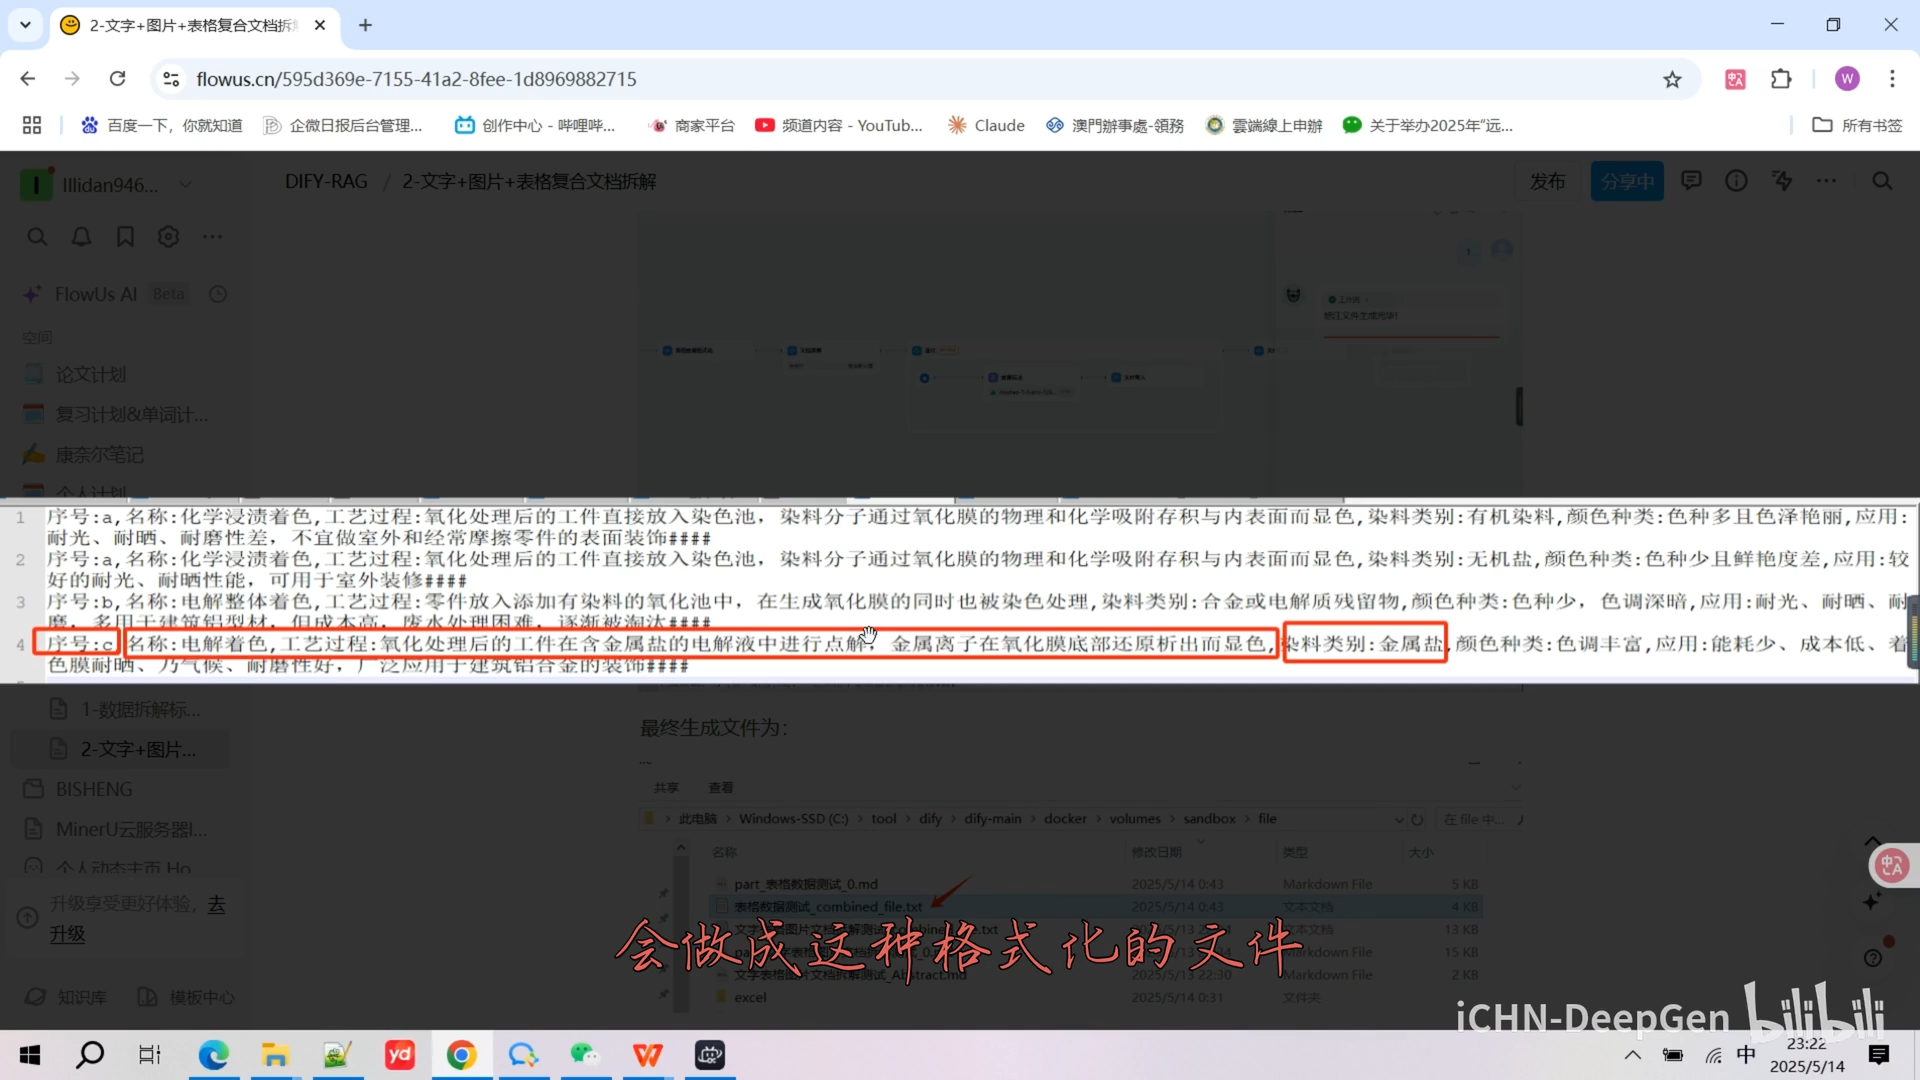 2-文字+图片+表格复合文档拆解
flowus.cn/595d369e-7155-41a2-8fee-1d8969882715
W
百度一下，你就知道
企微日报后台管理...
创作中心 - 哔哩哔...
商家平台
频道内容 - YouTub...
Claude
澳門辦事處-領務
雲端線上申辦
关于举办2025年"远...
所有书签
I
Illidan946...
DIFY-RAG / 2-文字+图片+表格复合文档拆解
发布
分享中
FlowUs AI Beta
空间
论文计划
复习计划&单词计...
康奈尔笔记
个人计划
1 序号:a,名称:化学浸渍着色,工艺过程:氧化处理后的工件直接放入染色池，染料分子通过氧化膜的物理和化学吸附存积与内表面而显色,染料类别:有机染料,颜色种类:色种多且色泽艳丽,应用:
耐光、耐晒、耐磨性差，不宜做室外和经常摩擦零件的表面装饰####
2 序号:a,名称:化学浸渍着色,工艺过程:氧化处理后的工件直接放入染色池，染料分子通过氧化膜的物理和化学吸附存积与内表面而显色,染料类别:无机盐,颜色种类:色种少且鲜艳度差,应用:较
好的耐光、耐晒性能，可用于室外装修####
3 序号:b,名称:电解整体着色,工艺过程:零件放入添加有染料的氧化池中，在生成氧化膜的同时也被染色处理,染料类别:合金或电解质残留物,颜色种类:色种少，色调深暗,应用:耐光、耐晒、耐
磨，多用于建筑铝型材，但成本高，废水处理困难，逐渐被淘汰####
4 序号:c,名称:电解着色,工艺过程:氧化处理后的工件在含金属盐的电解液中进行点解，金属离子在氧化膜底部还原析出而显色,染料类别:金属盐,颜色种类:色调丰富,应用:能耗少、成本低、着
色膜耐晒、乃气候、耐磨性好，广泛应用于建筑铝合金的装饰####
1-数据拆解标...
2-文字+图片...
BISHENG
MinerU云服务器I...
个人动态主页 Ho
升级享受更好体验，去
升级
知识库
模板中心
最终生成文件为：
共享 查看
此电脑 > Windows-SSD (C:) > tool > dify > dify-main > docker > volumes > sandbox > file
在 file 中...
名称 修改日期 类型 大小
part_表格数据测试_0.md 2025/5/14 0:43 Markdown File 5 KB
表格数据测试_combined_file.txt 2025/5/14 0:43 文本文档 4 KB
13 KB
15 KB
文字表格图片文档拆解测试_Abstract.md 2025/5/13 22:30 Markdown File 2 KB
excel 2025/5/14 0:31 文件夹
会做成这种格式化的文件
iCHN-DeepGen bilibili
yd
中
23:22
2025/5/14